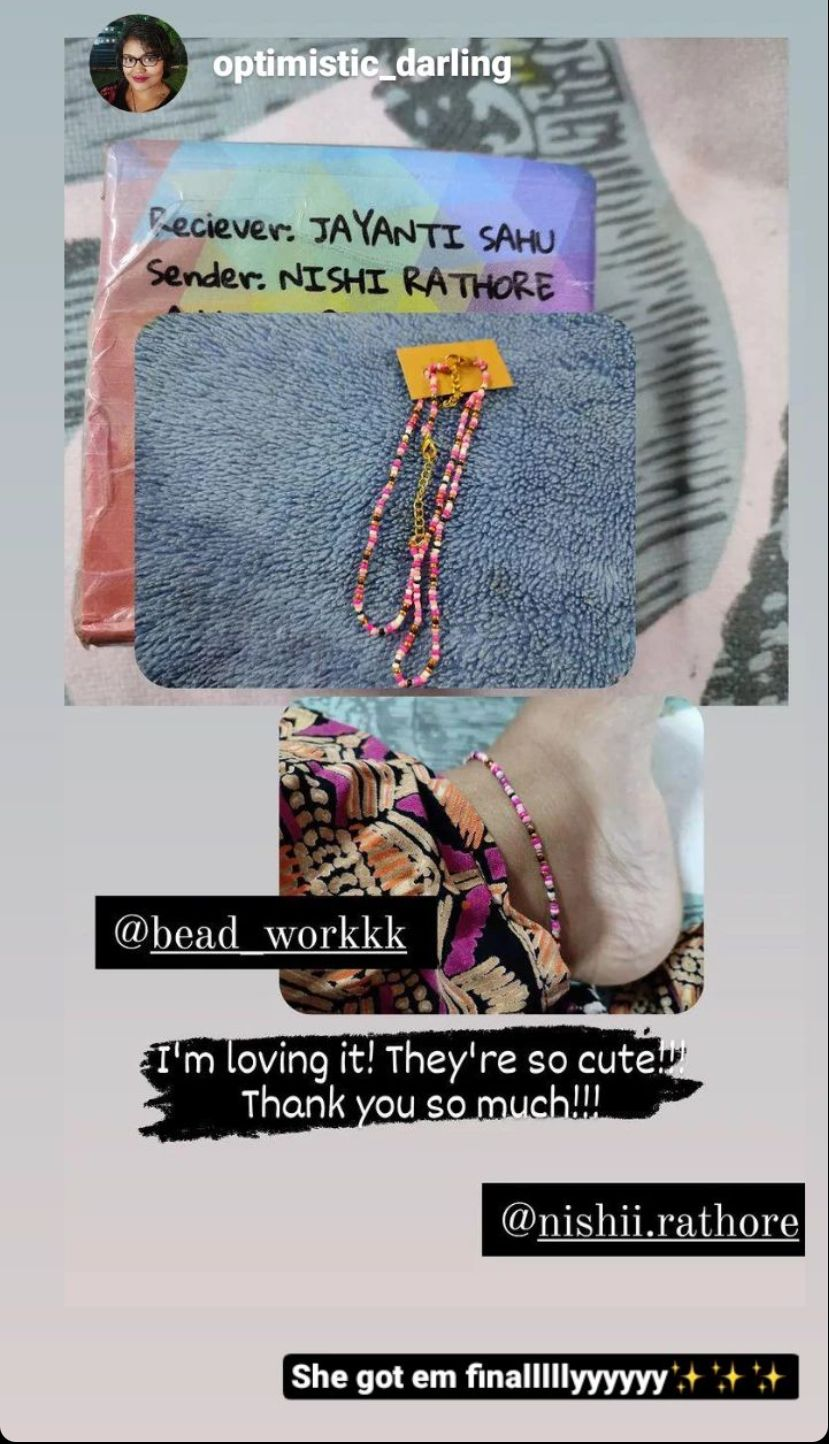 optimistic_darling
Reciever: JAYANTI SAHU
Sender: NISHI RATHORE
@bead_workkk
I'm loving it! They're so cute!!!
Thank you so much!!!
@nishii.rathore
She got em finalllllyyyyyy✨✨✨